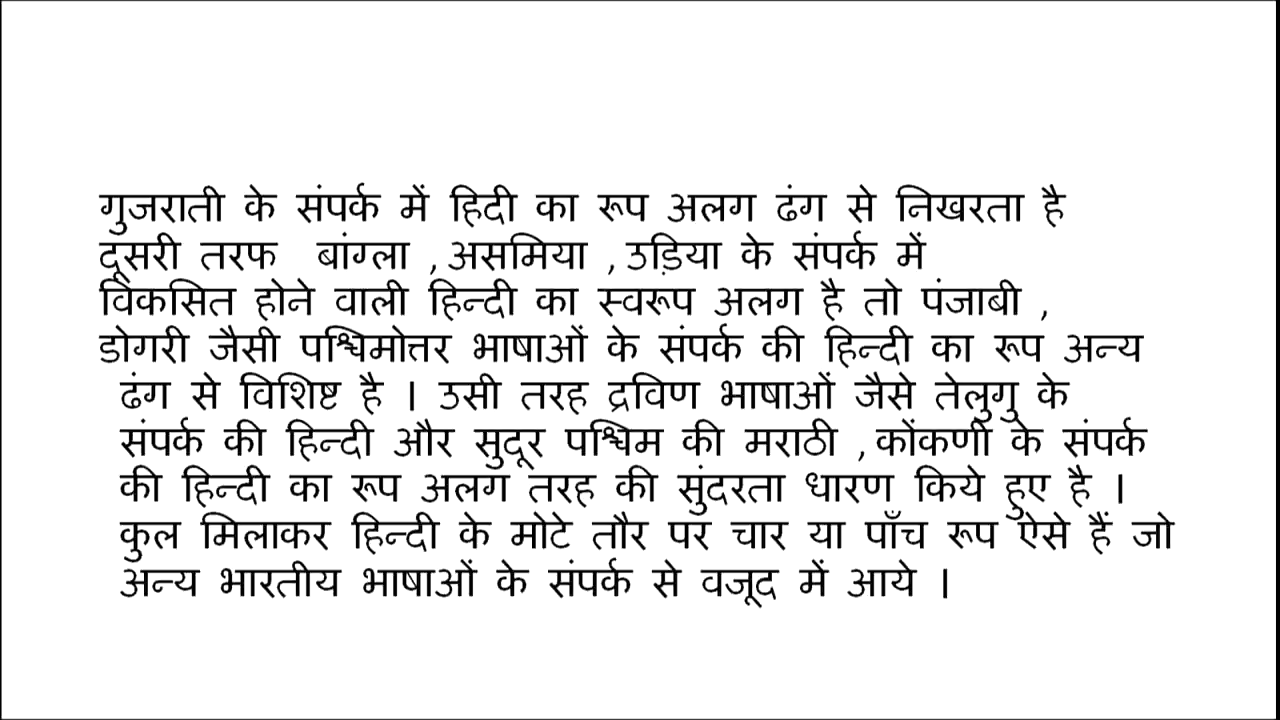 गुजराती के संपर्क में हिदी का रूप अलग ढंग से निखरता है
दूसरी तरफ बांग्ला ,असमिया ,उड़िया के संपर्क में
विकसित होने वाली हिन्दी का स्वरूप अलग है तो पंजाबी ,
डोगरी जैसी पश्चिमोत्तर भाषाओं के संपर्क की हिन्दी का रूप अन्य
ढंग से विशिष्ट है । उसी तरह द्रविण भाषाओं जैसे तेलुगु के
संपर्क की हिन्दी और सुदूर पश्चिम की मराठी ,कोंकणी के संपर्क
की हिन्दी का रूप अलग तरह की सुंदरता धारण किये हुए है ।
कुल मिलाकर हिन्दी के मोटे तौर पर चार या पाँच रूप ऐसे हैं जो
अन्य भारतीय भाषाओं के संपर्क से वजूद में आये ।